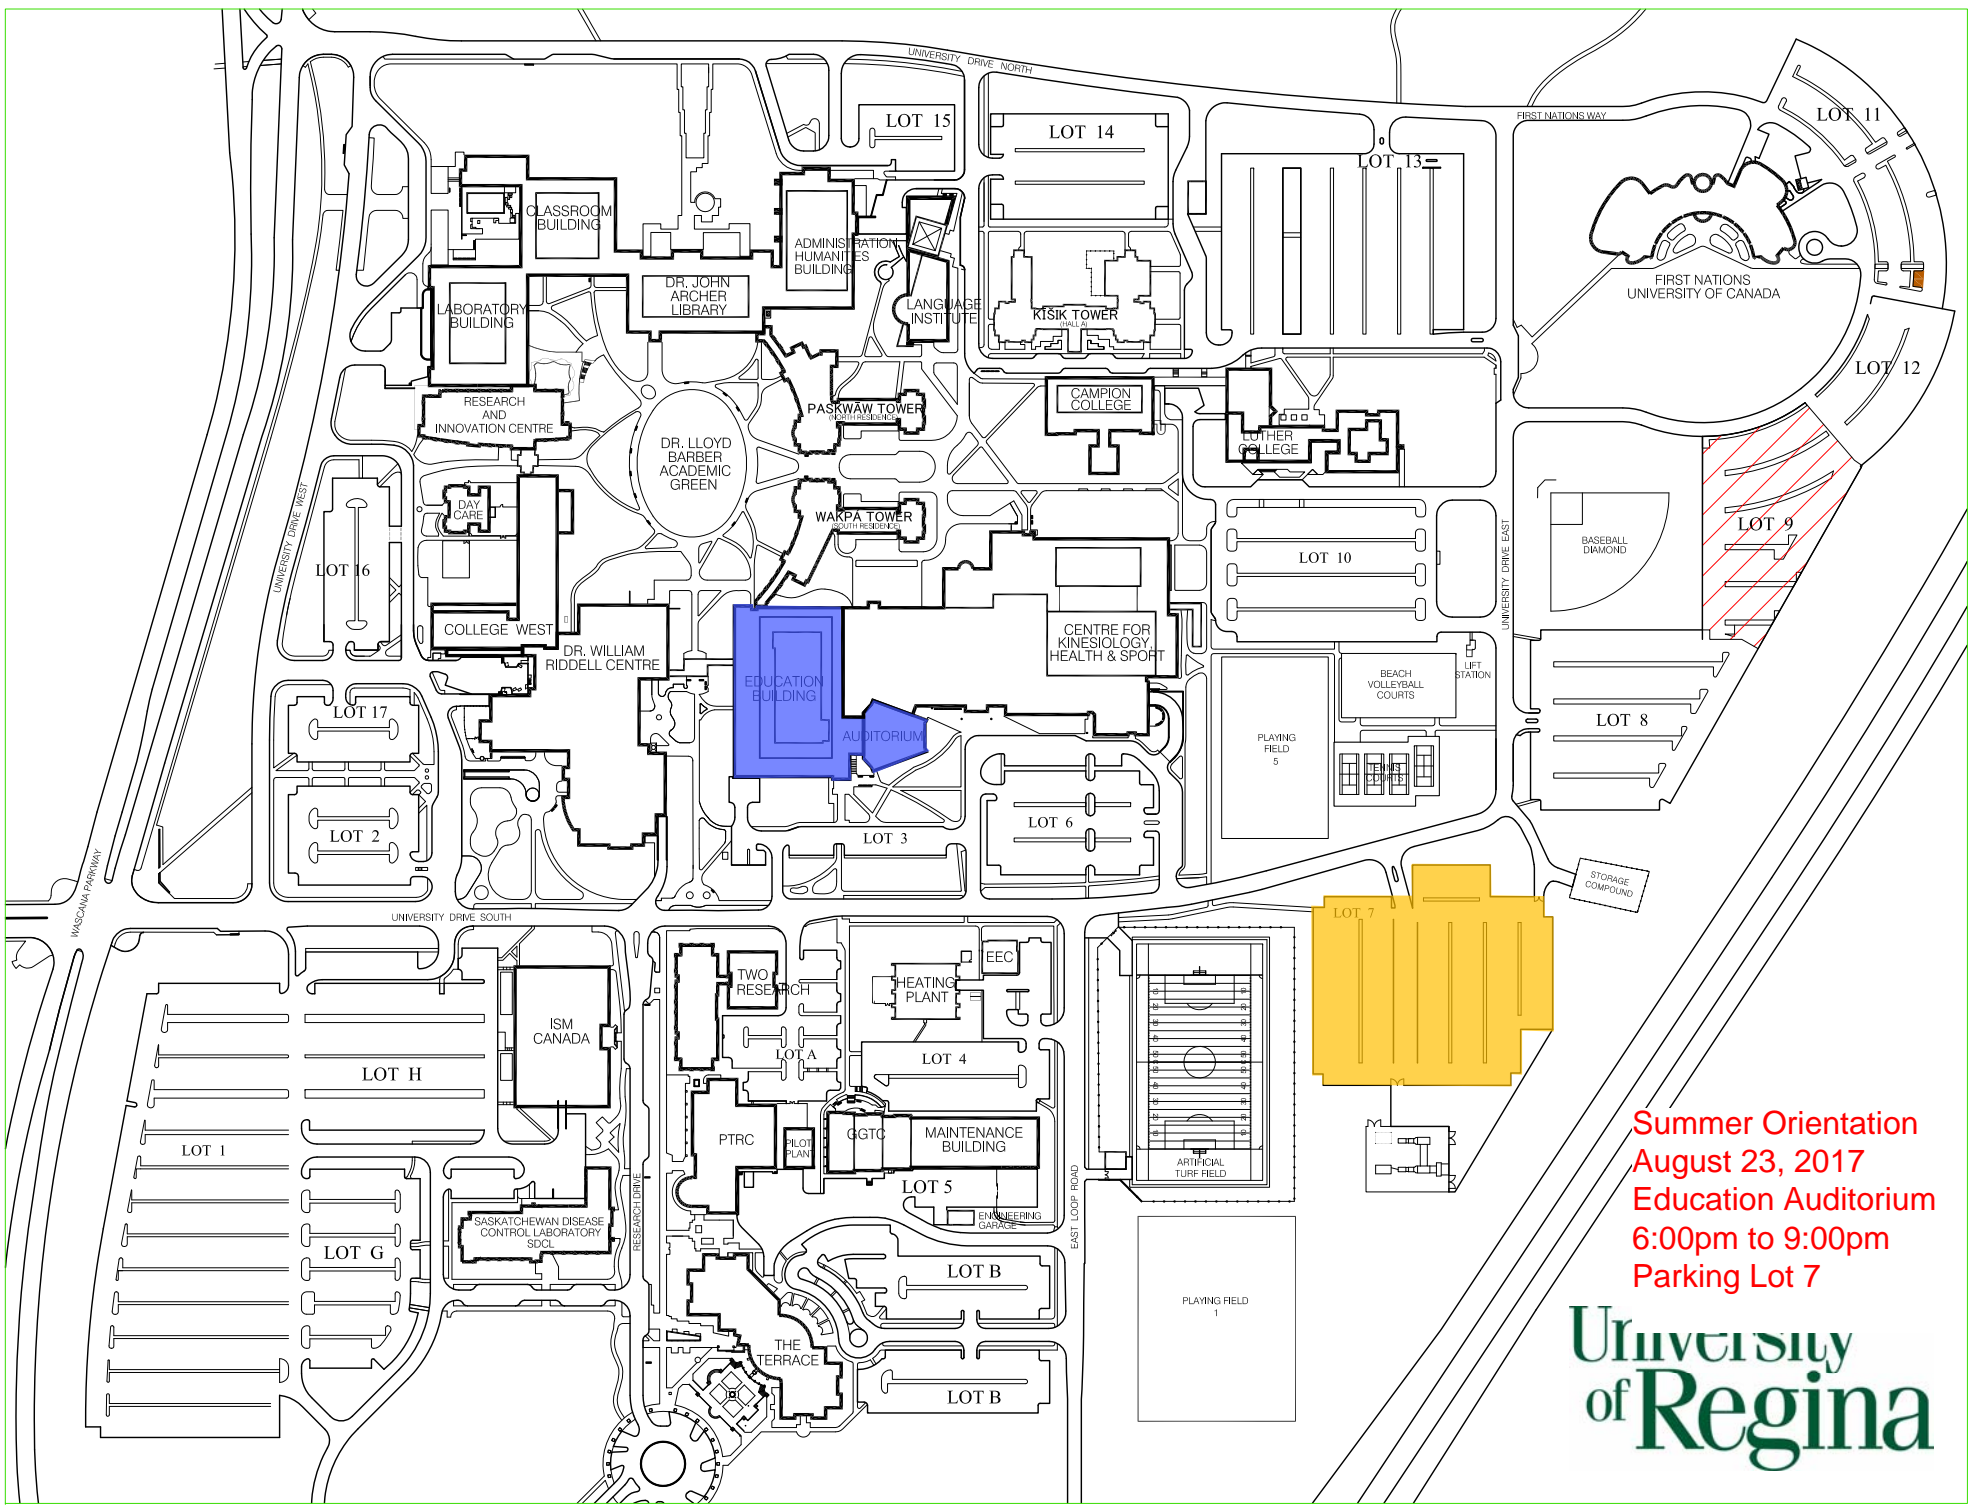 UNIVERSITY DRIVE NORTH
FIRST NATIONS WAY
LOT 11
LOT 15
LOT 14
LOT 13
CLASSROOM
BUILDING
ADMINISTRATION
HUMANITIES
BUILDING
DR. JOHN
ARCHER
LIBRARY
LABORATORY
BUILDING
LANGUAGE
INSTITUTE
KĪŠIK TOWER
(HALL A)
FIRST NATIONS
UNIVERSITY OF CANADA
LOT 12
RESEARCH
AND
INNOVATION CENTRE
PASKWĀW TOWER
(NORTH RESIDENCE)
CAMPION
COLLEGE
LUTHER
COLLEGE
DR. LLOYD
BARBER
ACADEMIC
GREEN
DAY
CARE
WAKPÁ TOWER
(SOUTH RESIDENCE)
UNIVERSITY DRIVE WEST
LOT 16
LOT 10
UNIVERSITY DRIVE EAST
BASEBALL
DIAMOND
LOT 9
COLLEGE WEST
DR. WILLIAM
RIDDELL CENTRE
CENTRE FOR
KINESIOLOGY,
HEALTH & SPORT
EDUCATION
BUILDING
AUDITORIUM
BEACH
VOLLEYBALL
COURTS
LIFT
STATION
LOT 17
LOT 8
PLAYING
FIELD
5
TENNIS
COURTS
LOT 2
LOT 3
LOT 6
WASCANA PARKWAY
STORAGE
COMPOUND
UNIVERSITY DRIVE SOUTH
LOT 7
TWO
RESEARCH
HEATING
PLANT
EEC
ISM
CANADA
LOT A
LOT 4
LOT H
LOT 1
PTRC
PILOT
PLANT
GGTC
MAINTENANCE
BUILDING
ARTIFICIAL
TURF FIELD
LOT 5
ENGINEERING
GARAGE
RESEARCH DRIVE
EAST LOOP ROAD
SASKATCHEWAN DISEASE
CONTROL LABORATORY
SDCL
LOT G
LOT B
PLAYING FIELD
1
THE
TERRACE
LOT B
Summer Orientation
August 23, 2017
Education Auditorium
6:00pm to 9:00pm
Parking Lot 7
University
of Regina